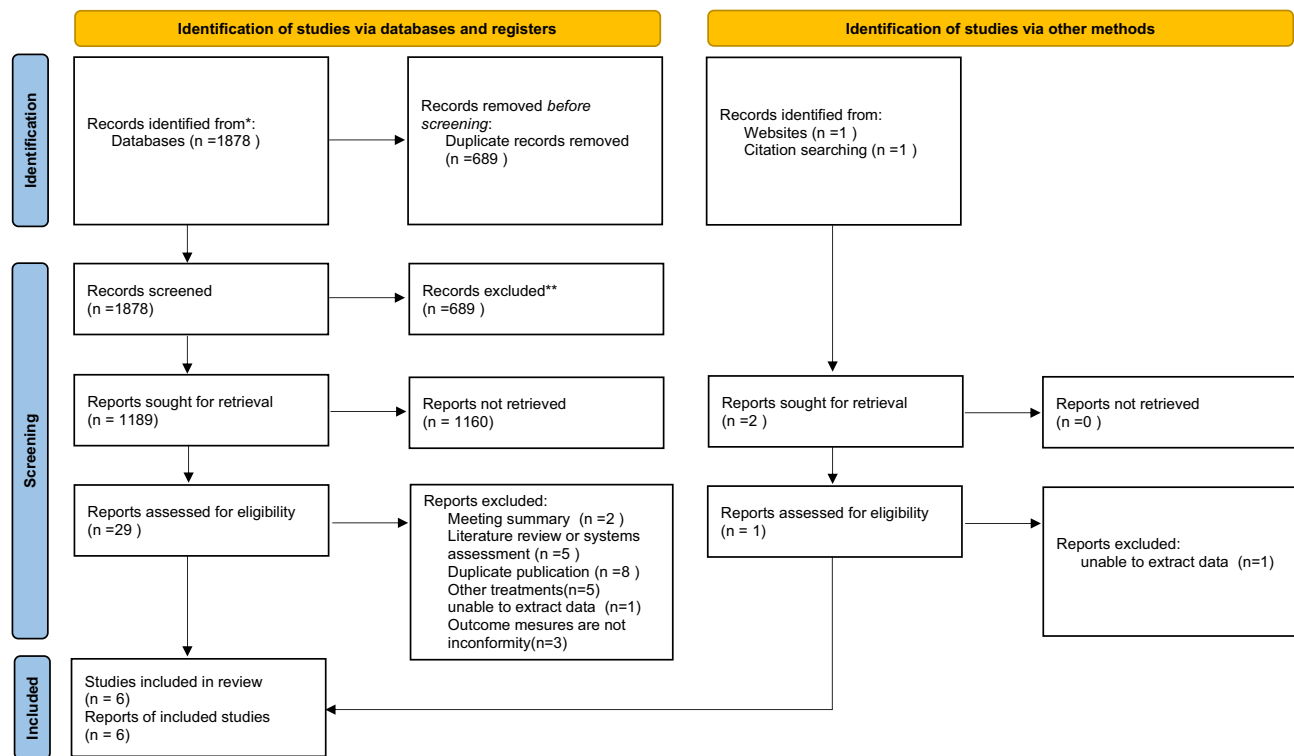 Identification of studies via databases and registers
Identification of studies via other methods
Identification
Records identified from*:
Databases (n =1878 )
Records removed before
screening:
Duplicate records removed
(n =689 )
Records identified from:
Websites (n =1 )
Citation searching (n =1 )
Screening
Records screened
(n =1878)
Records excluded**
(n =689 )
Reports sought for retrieval
(n = 1189)
Reports not retrieved
(n = 1160)
Reports sought for retrieval
(n =2 )
Reports not retrieved
(n =0 )
Reports assessed for eligibility
(n =29 )
Reports excluded:
Meeting summary (n =2 )
Literature review or systems
assessment (n =5 )
Duplicate publication (n =8 )
Other treatments(n=5)
unable to extract data (n=1)
Outcome mesures are not
inconformity(n=3)
Reports assessed for eligibility
(n = 1)
Reports excluded:
unable to extract data (n=1)
Included
Studies included in review
(n = 6)
Reports of included studies
(n = 6)